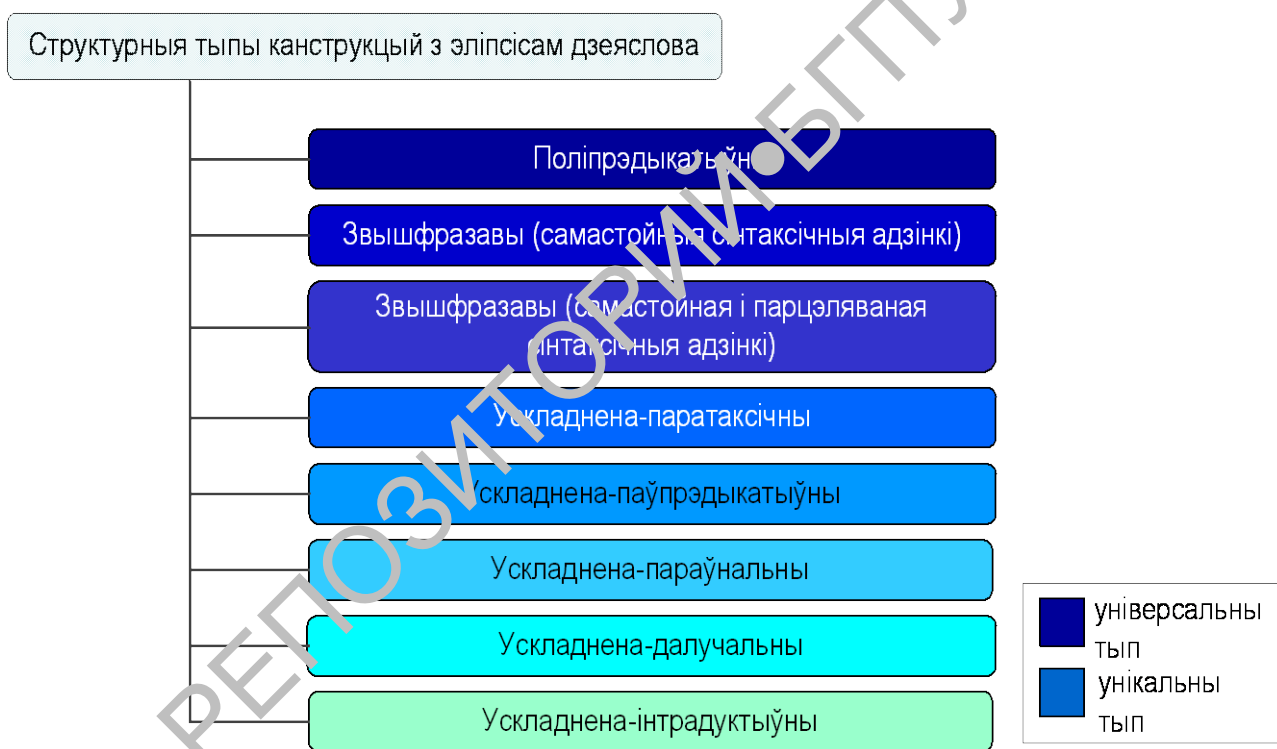 Структурныя тыпы канструкцый з эліпсісам дзеяслова
Звышфразавы (самастойныя сінтаксічныя адзінкі)
Звышфразавы (самастойная і парцэляваная
сінтаксічныя адзінкі)
Ускладнена-паратаксічны
Ускладнена-паўпрэдыкатыўны
Ускладнена-параўнальны
Ускладнена-далучальны
Ускладнена-інтрадуктыўны
універсальны
тып
унікальны
тып
РЕПОЗИТОРИЙ БГПУ